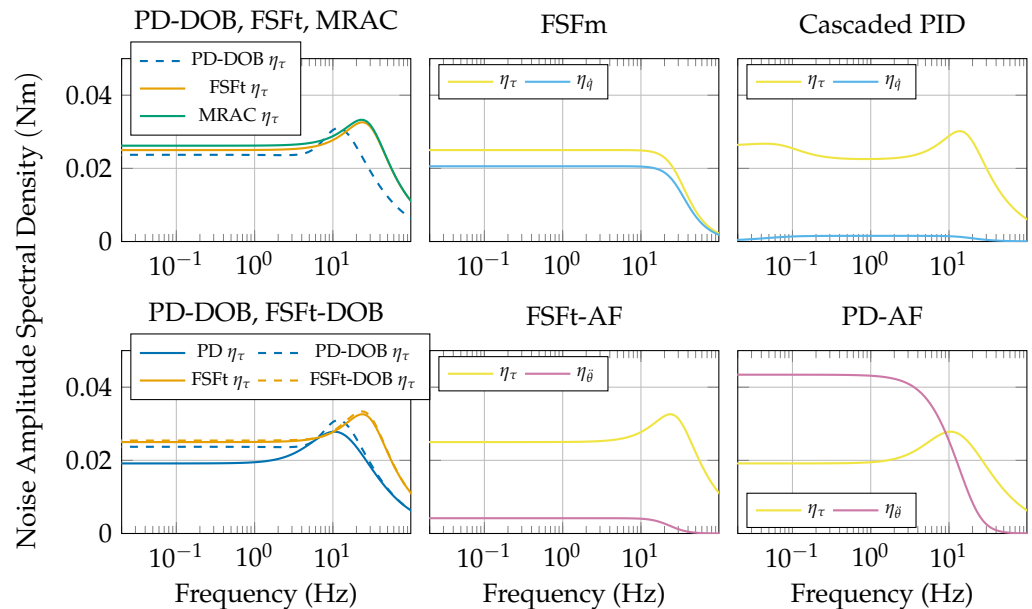 PD-DOB, FSFt, MRAC
FSFm
Cascaded PID
Noise Amplitude Spectral Density (Nm)
0.04
0.02
0
PD-DOB ητ
FSFt ητ
MRAC ητ
ητ
ηq̂
ητ
ηq̂
10⁻¹ 10⁰ 10¹
10⁻¹ 10⁰ 10¹
10⁻¹ 10⁰ 10¹
PD-DOB, FSFt-DOB
FSFt-AF
PD-AF
0.04
0.02
0
PD ητ PD-DOB ητ
FSFt ητ FSFt-DOB ητ
ητ
ηθ̈
ητ
ηθ̈
10⁻¹ 10⁰ 10¹
10⁻¹ 10⁰ 10¹
10⁻¹ 10⁰ 10¹
Frequency (Hz)
Frequency (Hz)
Frequency (Hz)